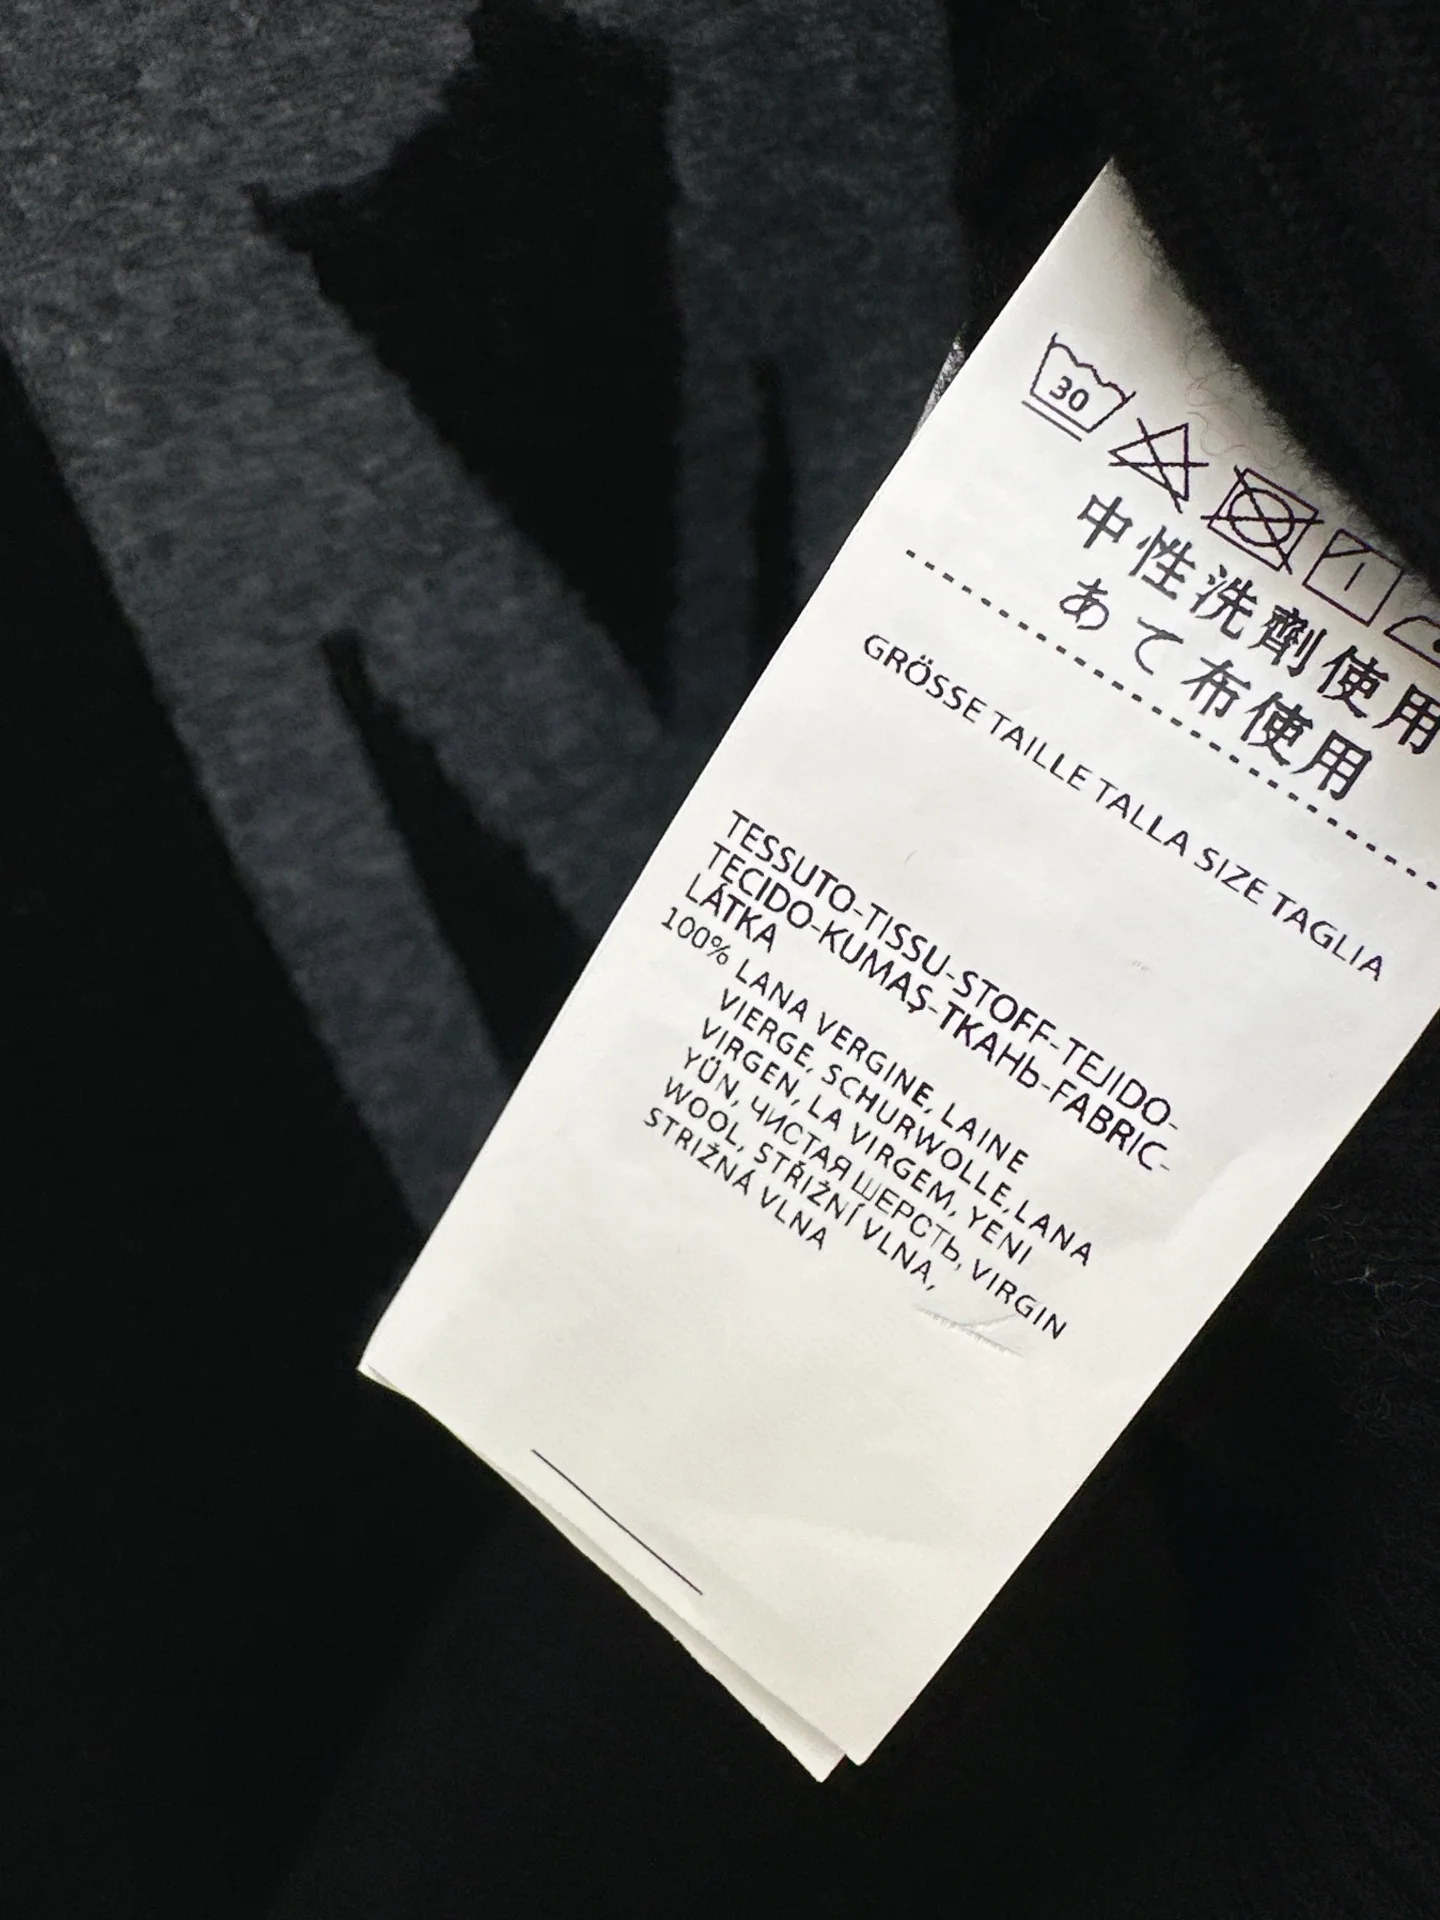 30
中性洗剤使用
あて布使用
GRÖSSE TAILLE TALLA SIZE TAGLIA
TESSUTO-TISSU-STOFF-TEJIDO-
TECIDO-KUMAŞ-ТКАНЬ-FABRIC-
LÁTKA
100% LANA VERGINE, LAINE
VIERGE, SCHURWOLLE, LANA
VIRGEN, LA VIRGEM, YENI
YÜN, ЧИСТАЯ ШЕРСТЬ, VIRGIN
WOOL, STŘIŽNÍ VLNA,
STRIŽNÁ VLNA